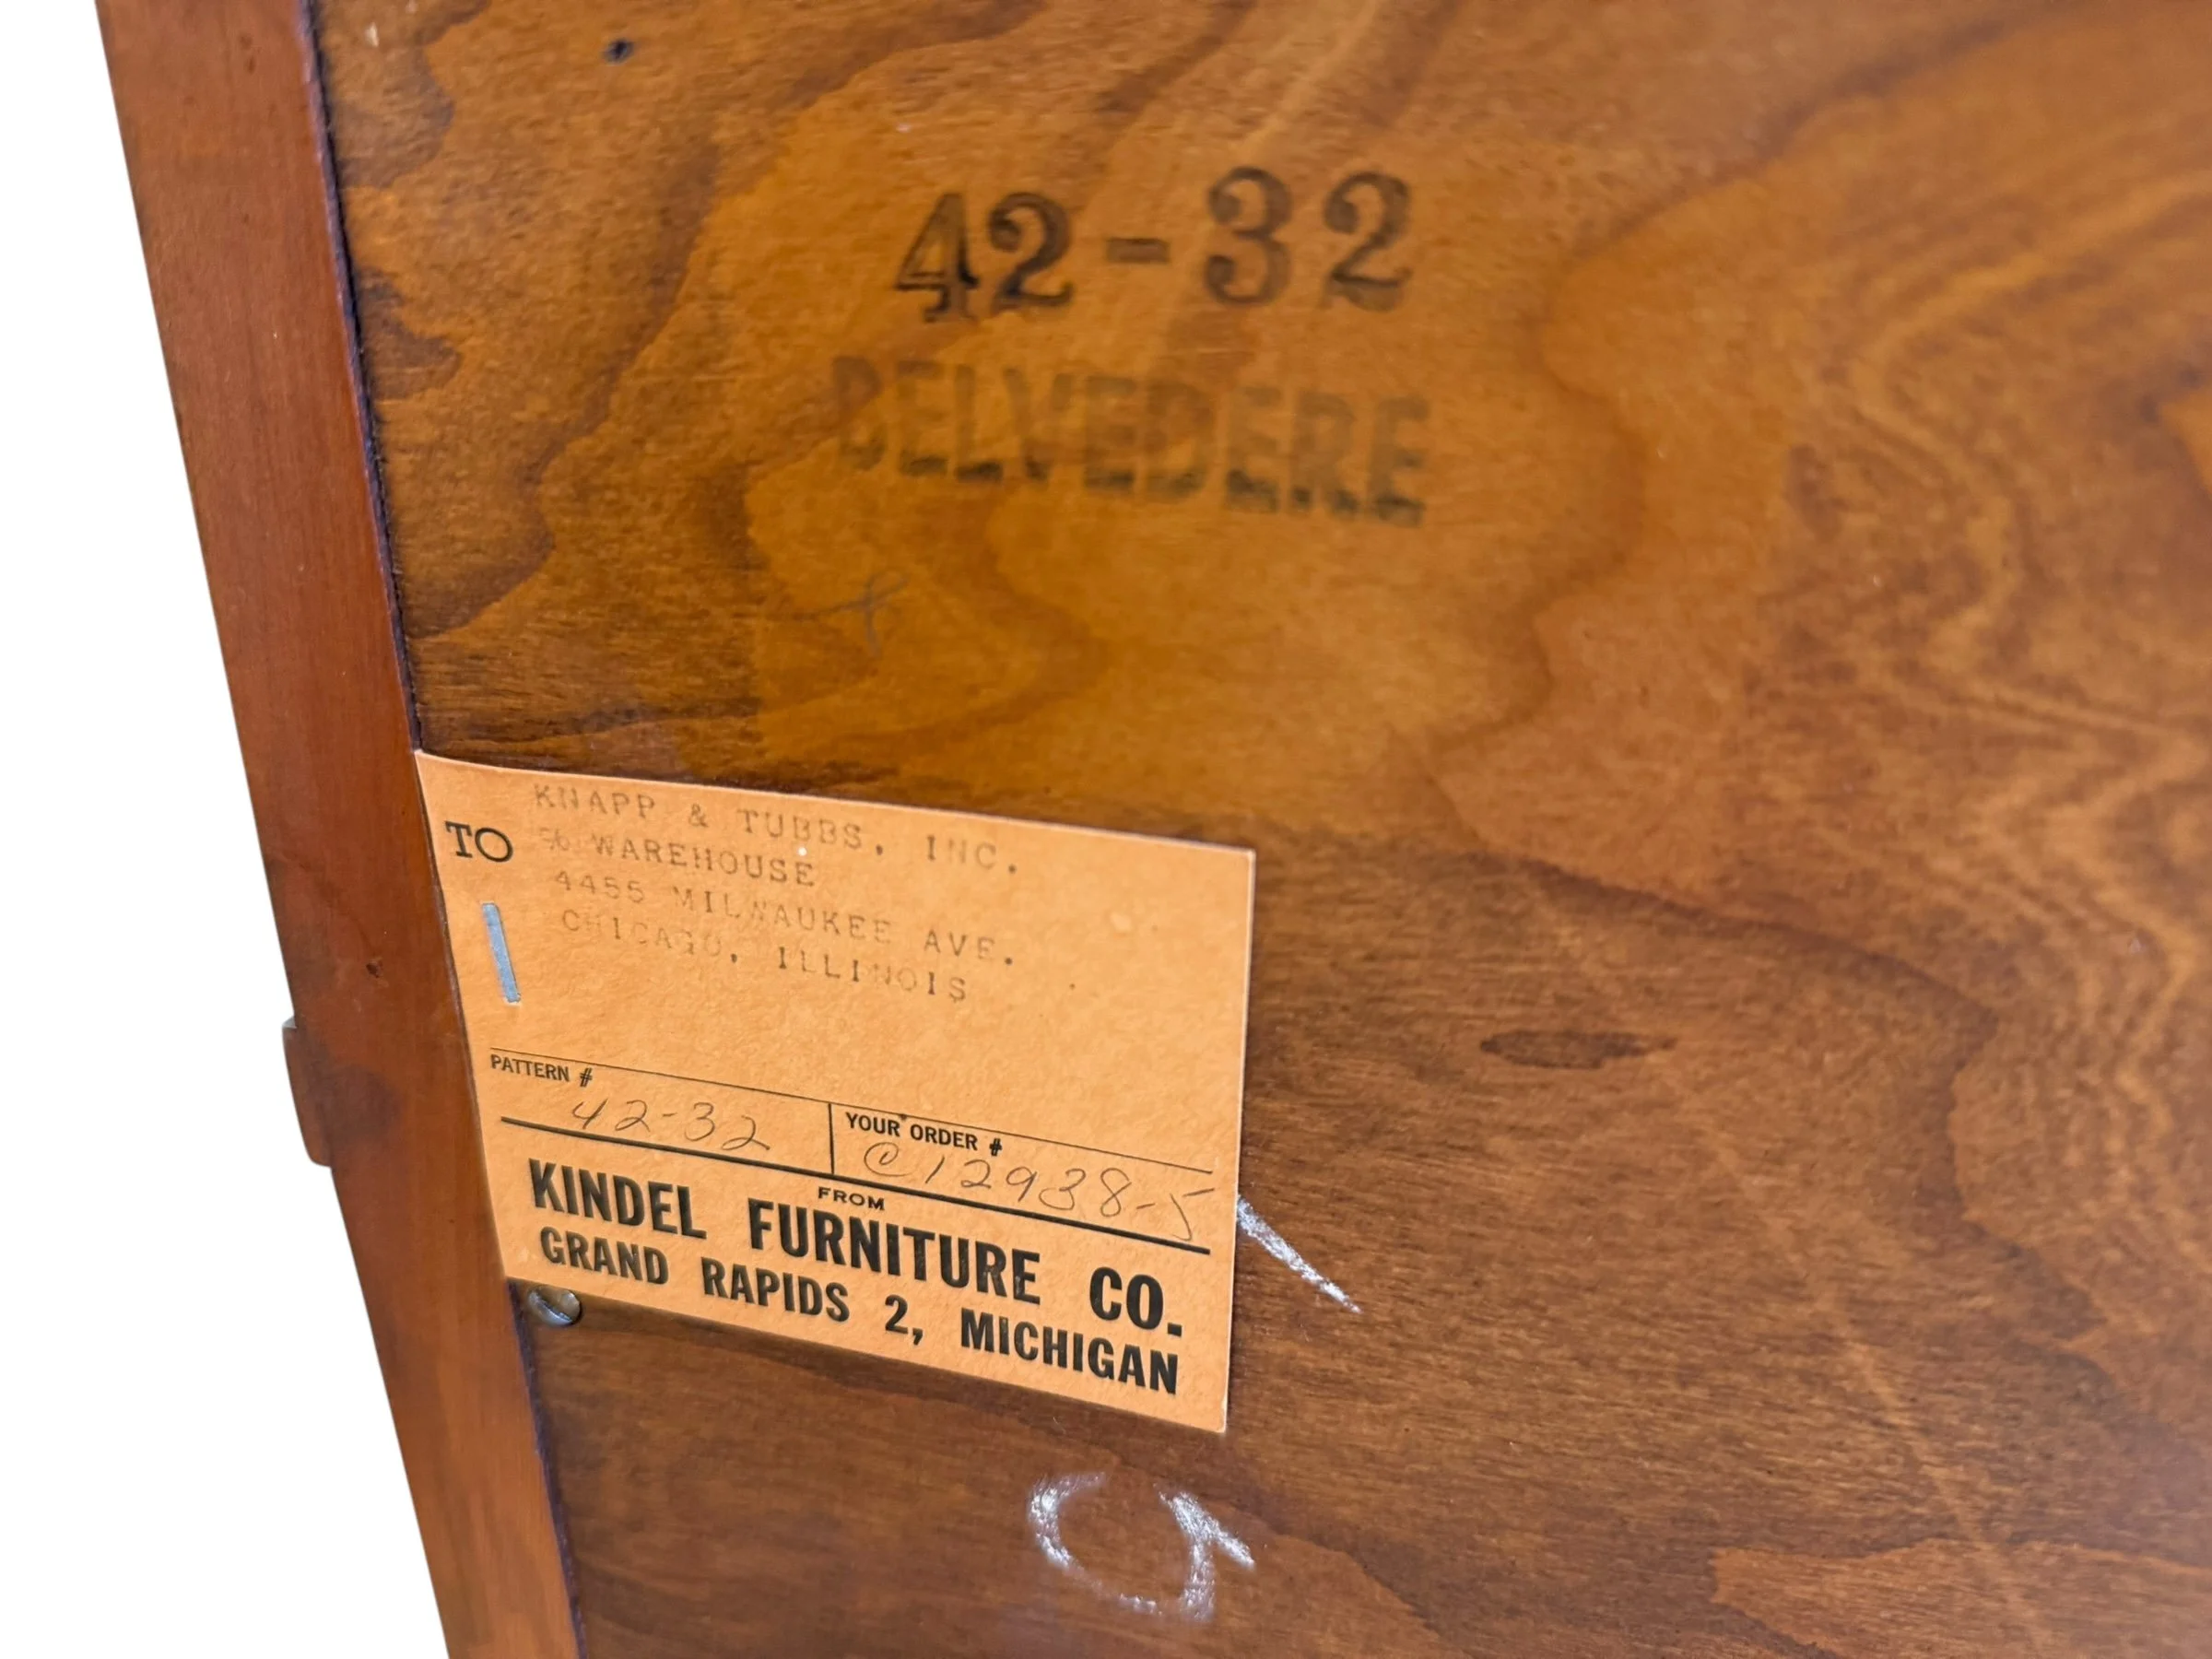 42-32
BELVEDERE
TO
KNAPP & TUBBS, INC.
℅ WAREHOUSE
4455 MILWAUKEE AVE.
CHICAGO, ILLINOIS
PATTERN #
42-32
YOUR ORDER #
C12938-5
FROM
KINDEL FURNITURE CO.
GRAND RAPIDS 2, MICHIGAN